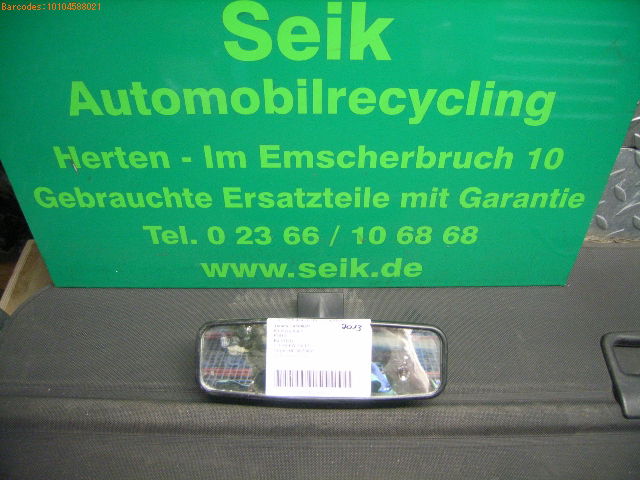 Barcodes:10104588021
Seik
Automobilrecycling
Herten - Im Emscherbruch 10
Gebrauchte Ersatzteile mit Garantie
Tel. 0 23 66 / 10 68 68
www.seik.de
2013